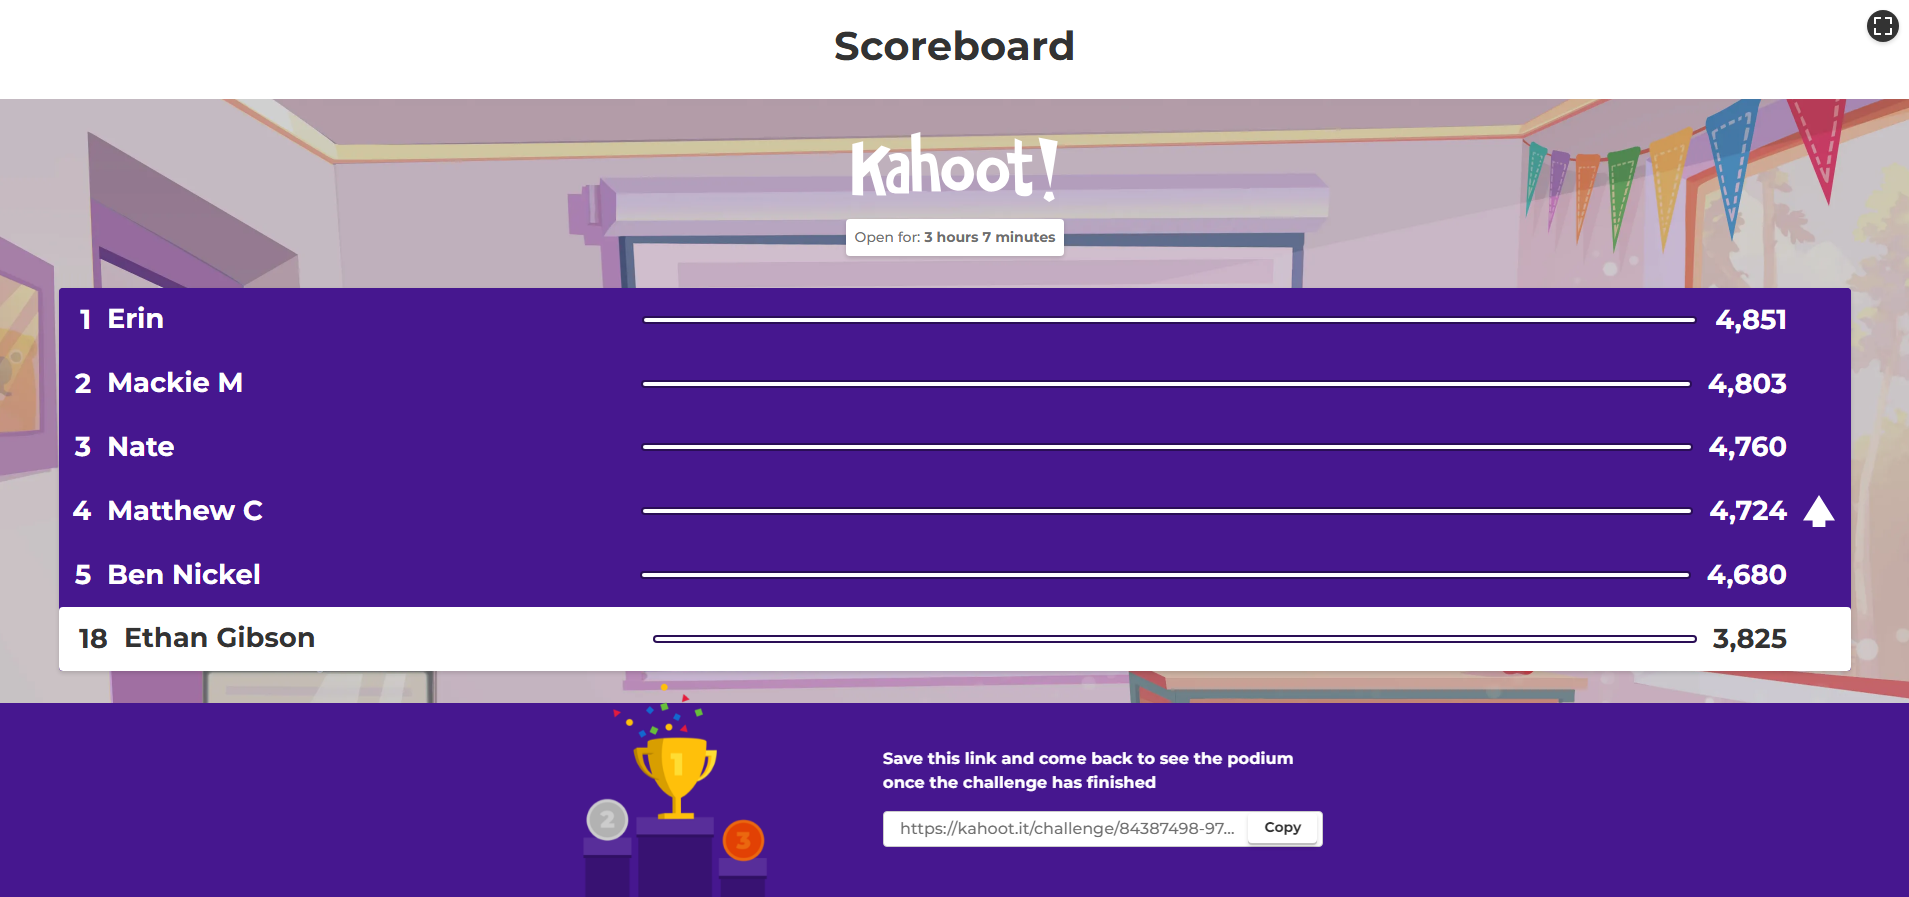 Scoreboard
Kahoot!
Open for: 3 hours 7 minutes
1 Erin 4,851
2 Mackie M 4,803
3 Nate 4,760
4 Matthew C 4,724
5 Ben Nickel 4,680
18 Ethan Gibson 3,825
1
2
3
Save this link and come back to see the podium
once the challenge has finished
https://kahoot.it/challenge/84387498-97... Copy